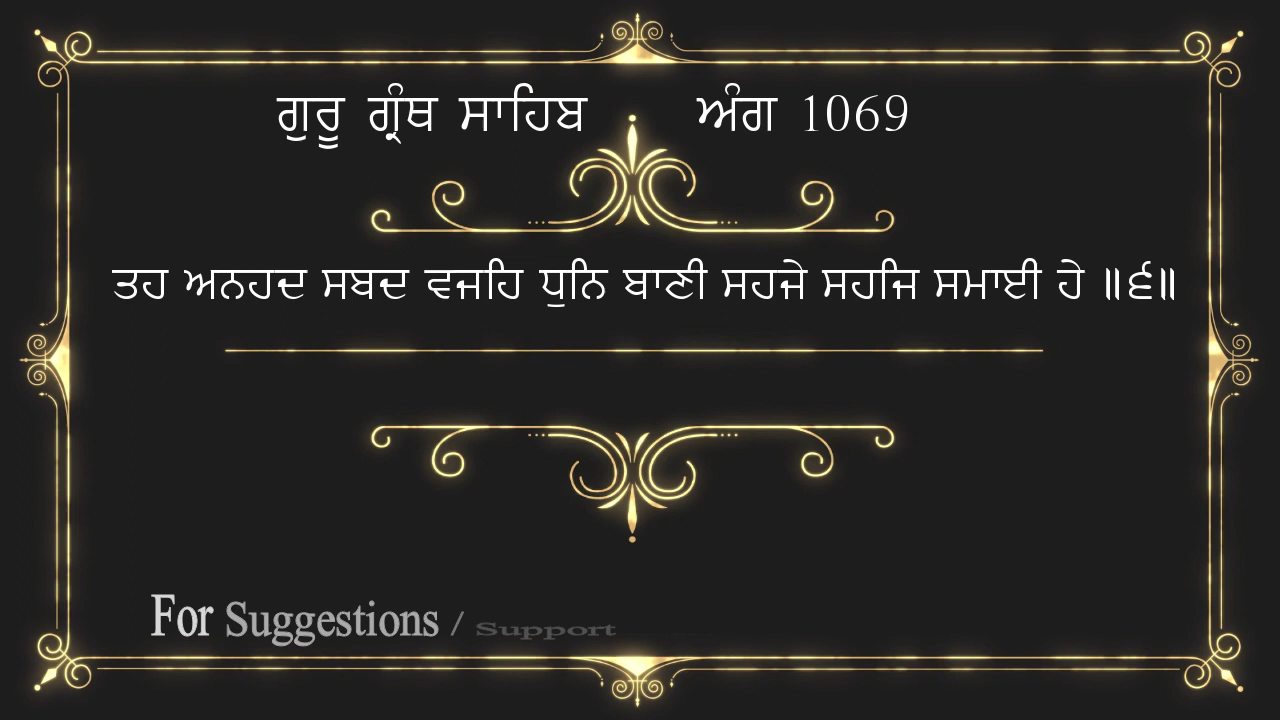 ਗੁਰੂ ਗ੍ਰੰਥ ਸਾਹਿਬ ਅੰਗ 1069
ਤਹ ਅਨਹਦ ਸਬਦ ਵਜਹਿ ਧੁਨਿ ਬਾਣੀ ਸਹਜੇ ਸਹਜਿ ਸਮਾਈ ਹੇ ॥੬॥
For Suggestions / Support